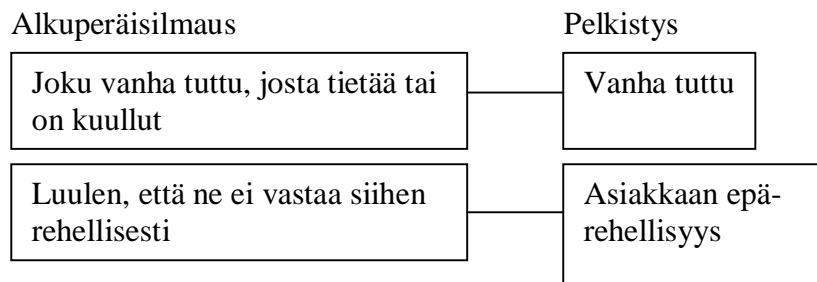 Alkuperäisilmaus
Pelkistys
Joku vanha tuttu, josta tietää tai
on kuullut
Vanha tuttu
Luulen, että ne ei vastaa siihen
rehellisesti
Asiakkaan epä-
rehellisyys